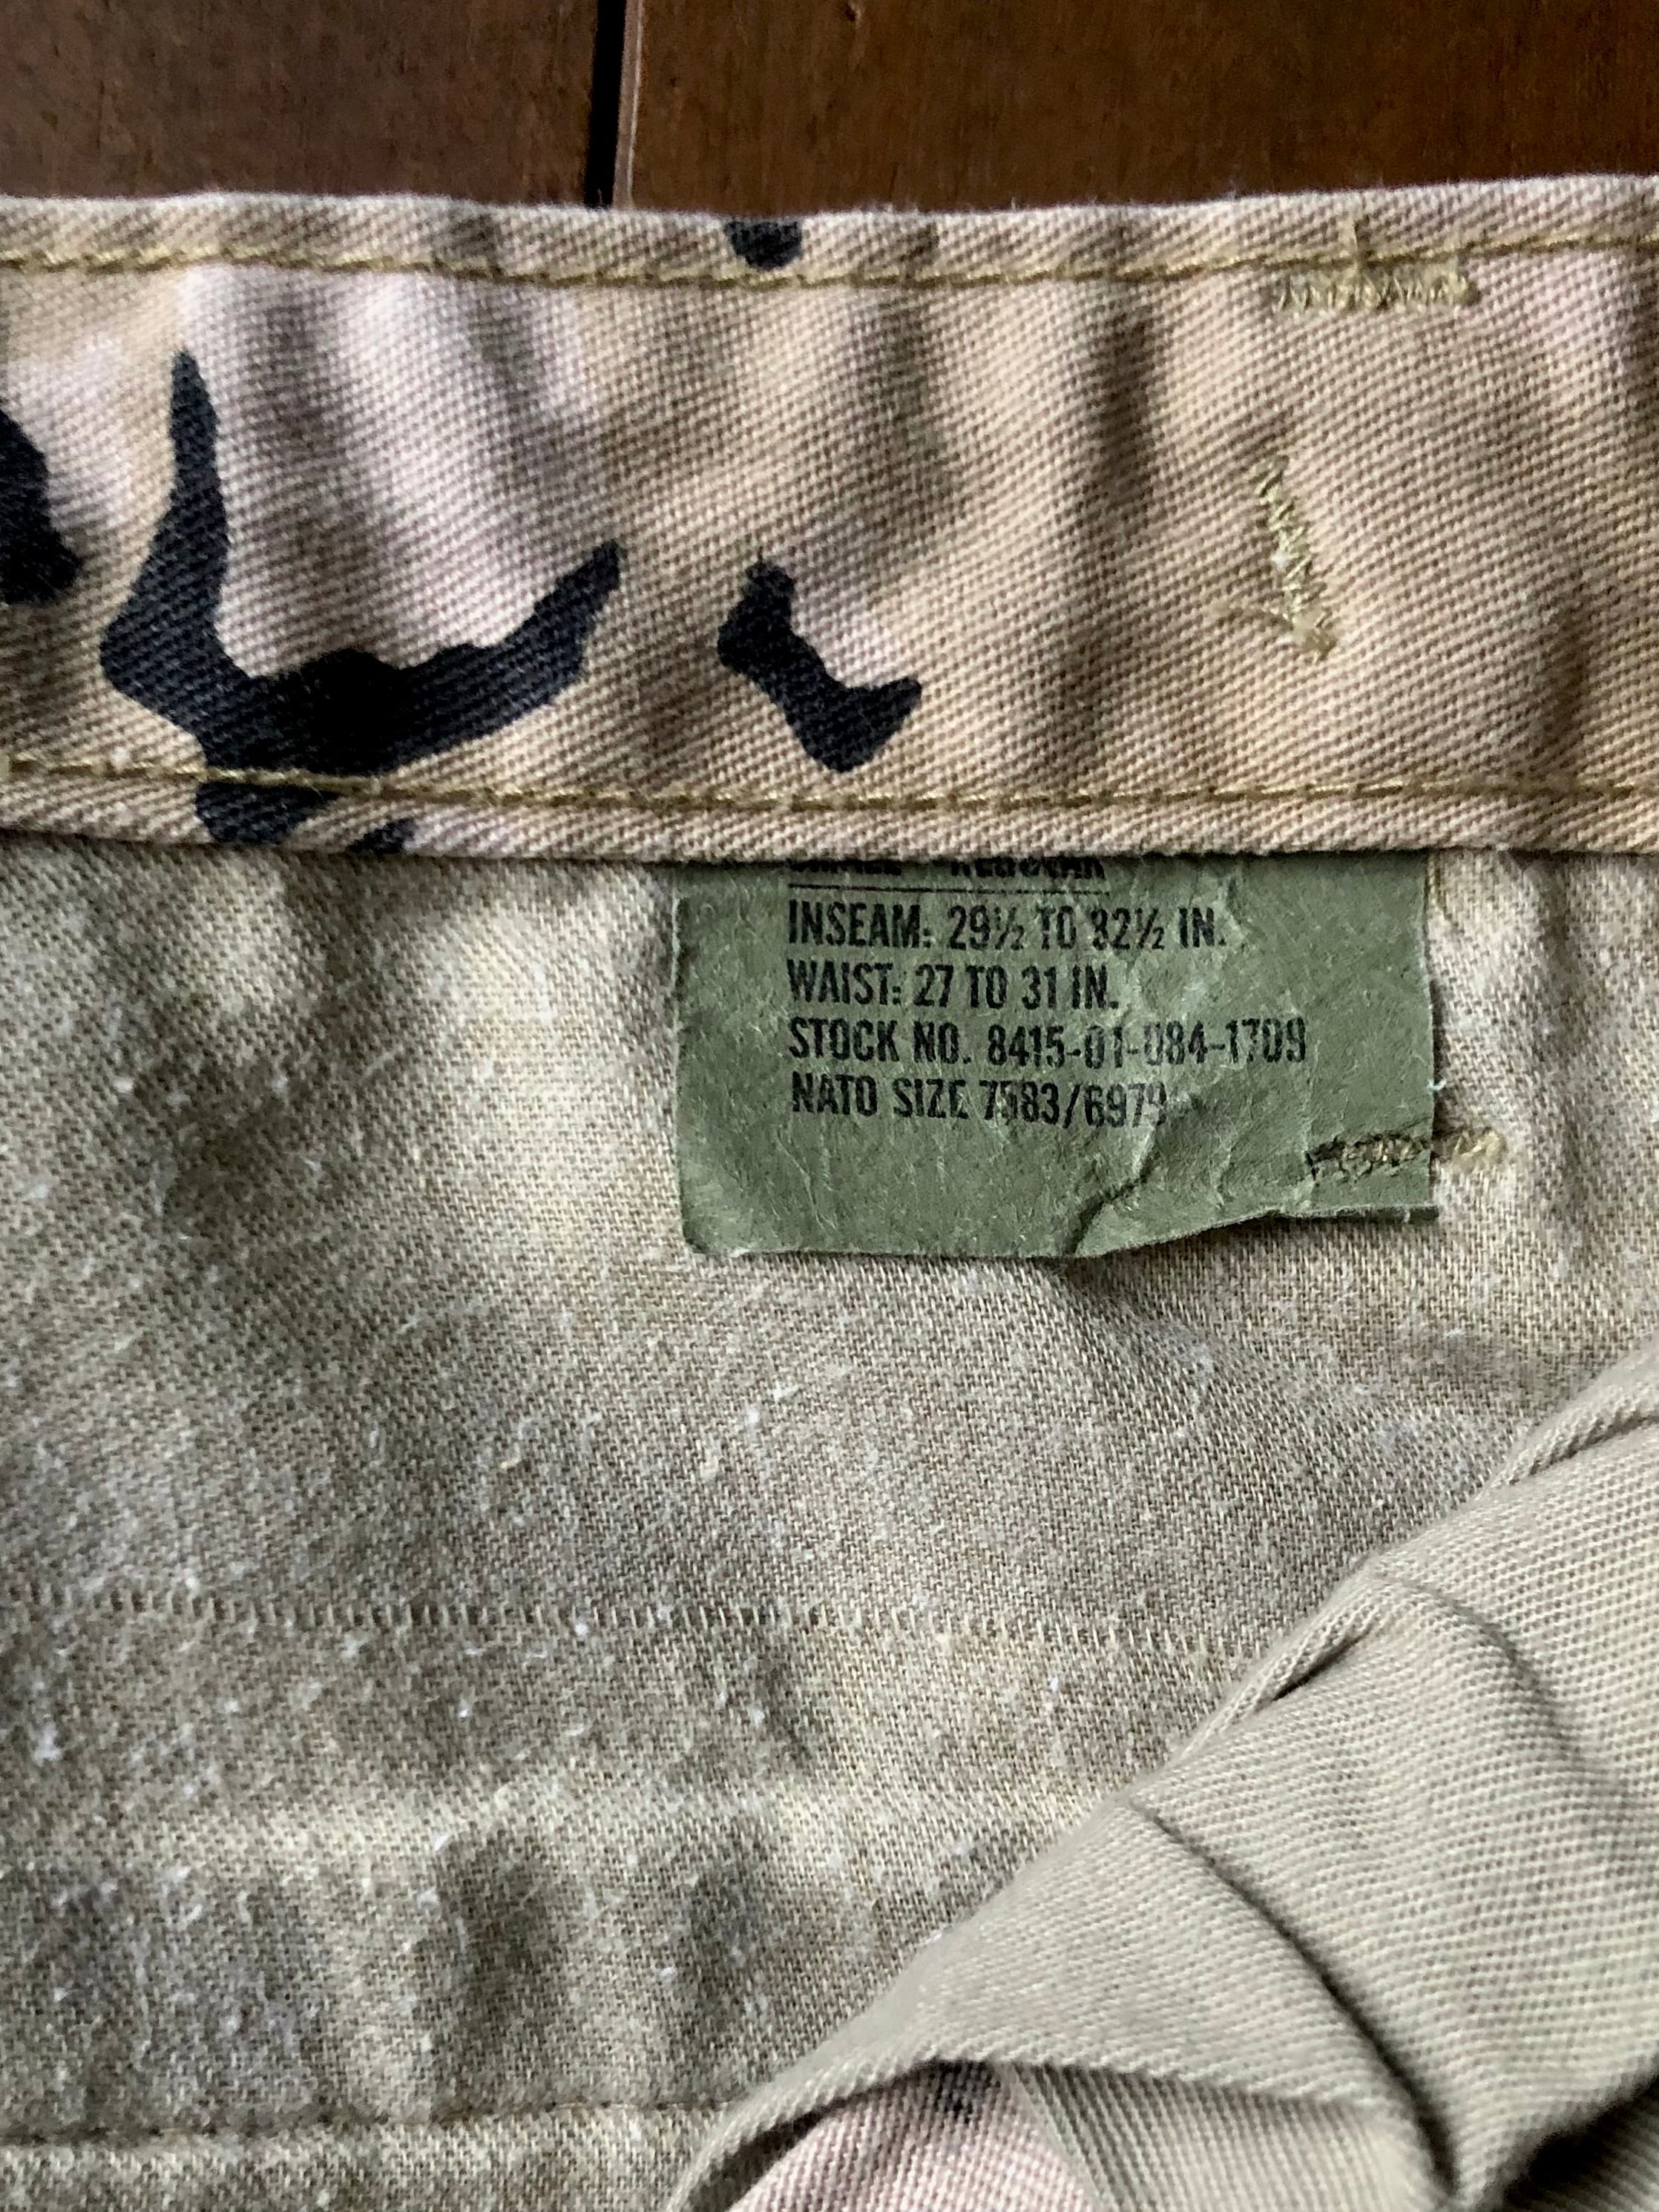 REGULAR
INSEAM: 29½ TO 32½ IN.
WAIST: 27 TO 31 IN.
STOCK NO. 8415-01-084-1709
NATO SIZE 7583/6979